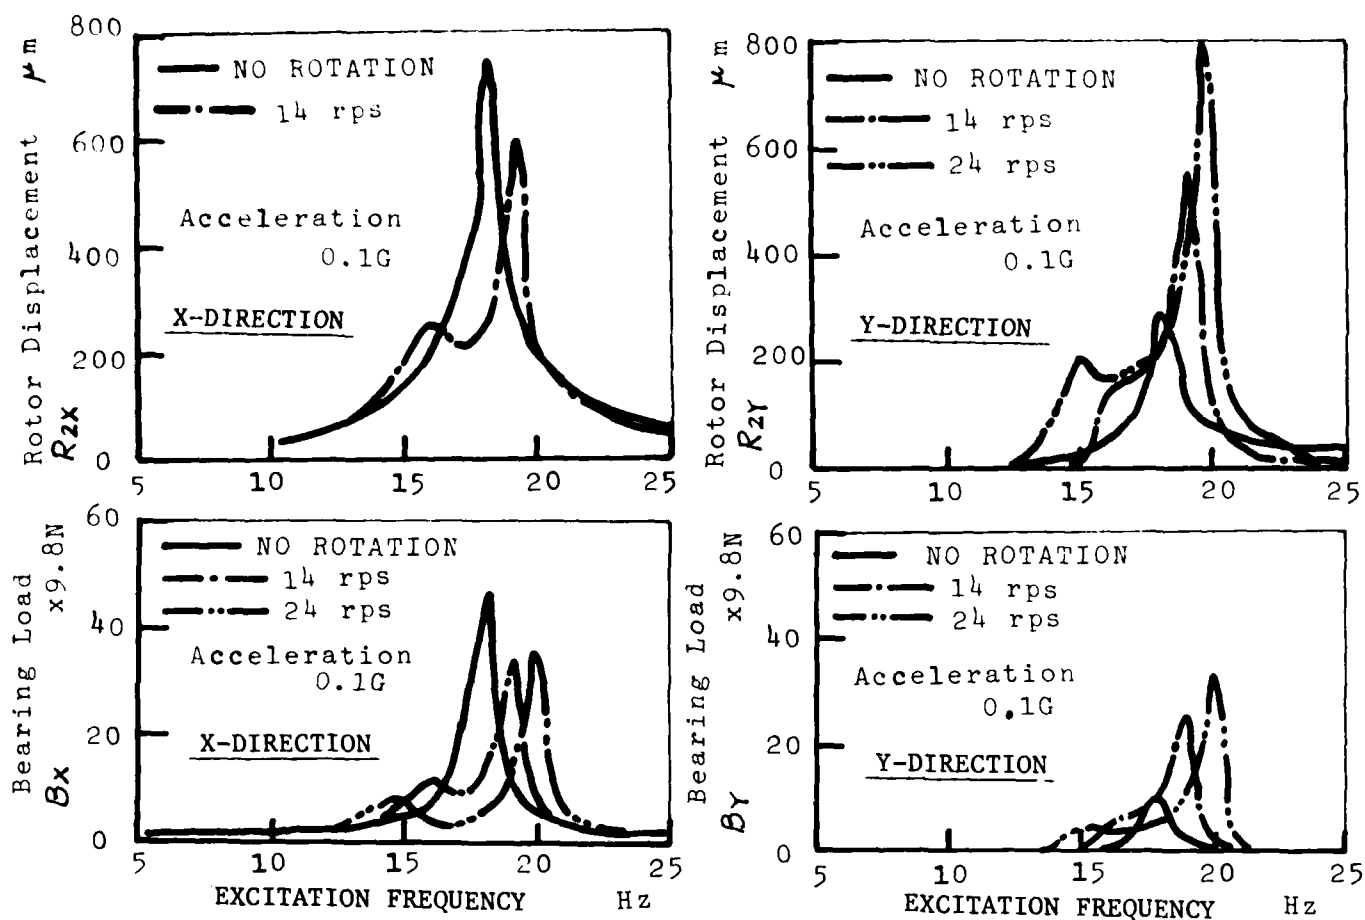 800
μm
NO ROTATION
14 rps
600
Acceleration
0.1G
400
X-DIRECTION
200
0
Rotor Displacement
R2X
5 10 15 20 25
800
μm
NO ROTATION
14 rps
600
24 rps
Acceleration
0.1G
400
Y-DIRECTION
200
0
Rotor Displacement
R2Y
5 10 15 20 25
60
x9.8N
NO ROTATION
14 rps
24 rps
40
Acceleration
0.1G
20
X-DIRECTION
0
Bearing Load
BX
5 10 15 20 25
EXCITATION FREQUENCY Hz
60
x9.8N
NO ROTATION
14 rps
24 rps
40
Acceleration
0.1G
20
Y-DIRECTION
0
Bearing Load
BY
5 10 15 20 25
EXCITATION FREQUENCY Hz